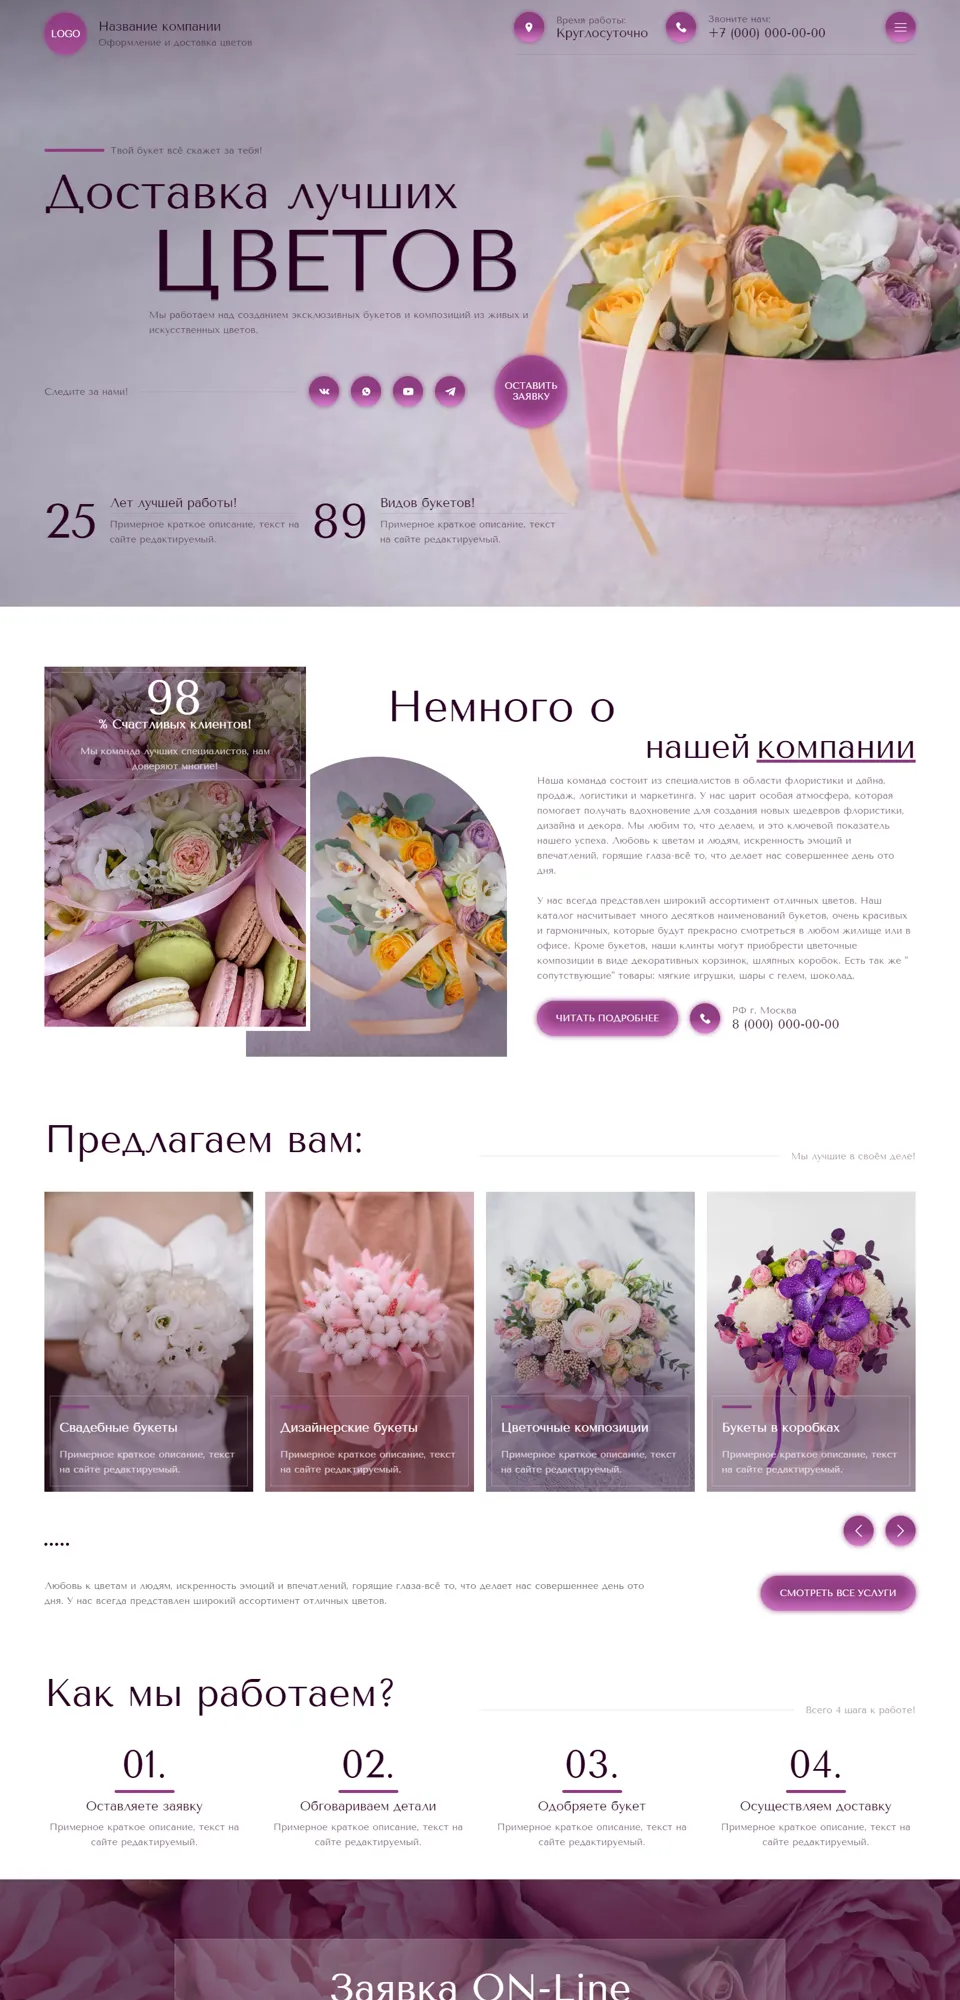 LOGO
Название компании
Оформление и доставка цветов
Время работы:
Круглосуточно
Звоните нам:
+7 (000) 000-00-00
Твой букет всё скажет за тебя!
Доставка лучших
ЦВЕТОВ
Мы работаем над созданием эксклюзивных букетов и композиций из живых и
искусственных цветов.
Следите за нами!
ОСТАВИТЬ
ЗАЯВКУ
25
Лет лучшей работы!
Примерное краткое описание, текст на
сайте редактируемый.
89
Видов букетов!
Примерное краткое описание, текст
на сайте редактируемый.
98
% Счастливых клиентов!
Мы команда лучших специалистов, нам
доверяют многие!
Немного о
нашей компании
Наша команда состоит из специалистов в области флористики и дайна,
продаж, логистики и маркетинга. У нас царит особая атмосфера, которая
помогает получать вдохновение для создания новых шедевров флористики,
дизайна и декора. Мы любим то, что делаем, и это ключевой показатель
нашего успеха. Любовь к цветам и людям, искренность эмоций и
впечатлений, горящие глаза-всё то, что делает нас совершеннее день ото
дня.
У нас всегда представлен широкий ассортимент отличных цветов. Наш
каталог насчитывает много десятков наименований букетов, очень красивых
и гармоничных, которые будут прекрасно смотреться в любом жилище или в
офисе. Кроме букетов, наши клинты могут приобрести цветочные
композиции в виде декоративных корзинок, шляпных коробок. Есть так же "
сопутствующие" товары: мягкие игрушки, шары с гелем, шоколад.
ЧИТАТЬ ПОДРОБНЕЕ
РФ г. Москва
8 (000) 000-00-00
Предлагаем вам:
Мы лучшие в своём деле!
Свадебные букеты
Примерное краткое описание, текст
на сайте редактируемый.
Дизайнерские букеты
Примерное краткое описание, текст
на сайте редактируемый.
Цветочные композиции
Примерное краткое описание, текст
на сайте редактируемый.
Букеты в коробках
Примерное краткое описание, текст
на сайте редактируемый.
Любовь к цветам и людям, искренность эмоций и впечатлений, горящие глаза-всё то, что делает нас совершеннее день ото
дня. У нас всегда представлен широкий ассортимент отличных цветов.
СМОТРЕТЬ ВСЕ УСЛУГИ
Как мы работаем?
Всего 4 шага к работе!
01.
Оставляете заявку
Примерное краткое описание, текст на
сайте редактируемый.
02.
Обговариваем детали
Примерное краткое описание, текст на
сайте редактируемый.
03.
Одобряете букет
Примерное краткое описание, текст на
сайте редактируемый.
04.
Осуществляем доставку
Примерное краткое описание, текст на
сайте редактируемый.
Заявка ON-Line